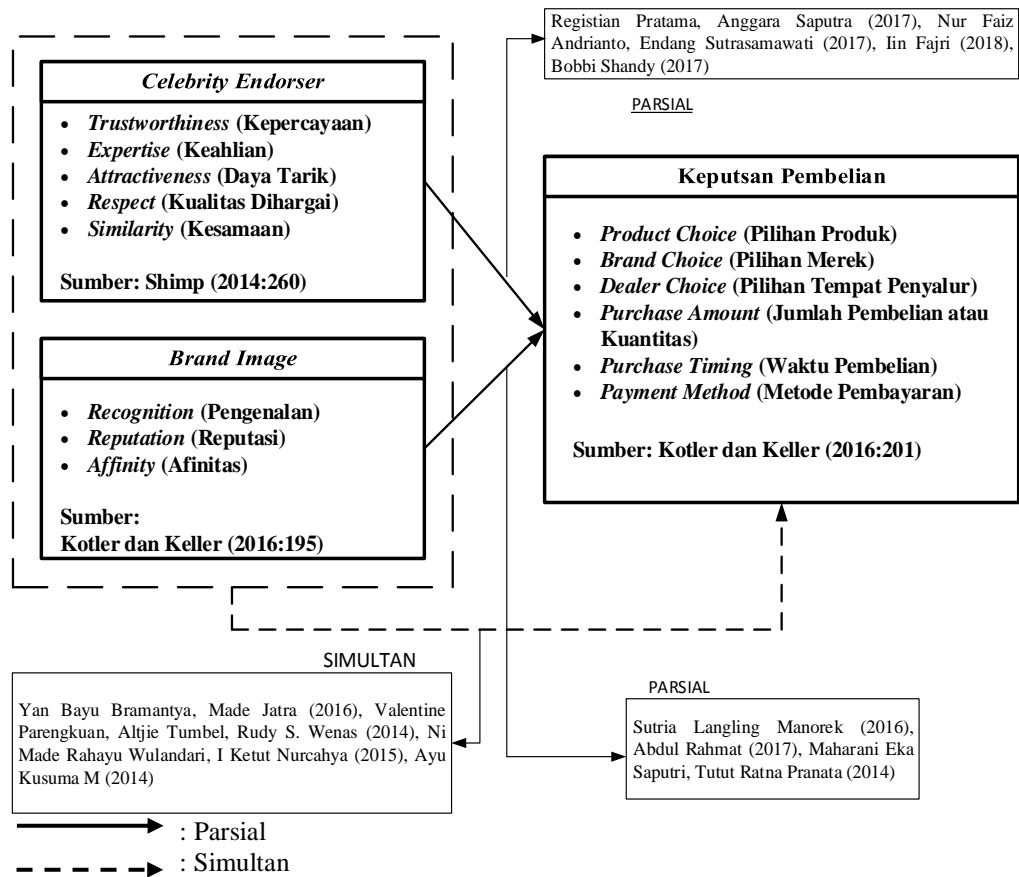 Registian Pratama, Anggara Saputra (2017), Nur Faiz
Andrianto, Endang Sutrasamawati (2017), Iin Fajri (2018),
Bobbi Shandy (2017)
PARSIAL
Celebrity Endorser
• Trustworthiness (Kepercayaan)
• Expertise (Keahlian)
• Attractiveness (Daya Tarik)
• Respect (Kualitas Dihargai)
• Similarity (Kesamaan)
Sumber: Shimp (2014:260)
Brand Image
• Recognition (Pengenalan)
• Reputation (Reputasi)
• Affinity (Afinitas)
Sumber:
Kotler dan Keller (2016:195)
Keputsan Pembelian
• Product Choice (Pilihan Produk)
• Brand Choice (Pilihan Merek)
• Dealer Choice (Pilihan Tempat Penyalur)
• Purchase Amount (Jumlah Pembelian atau
Kuantitas)
• Purchase Timing (Waktu Pembelian)
• Payment Method (Metode Pembayaran)
Sumber: Kotler dan Keller (2016:201)
SIMULTAN
Yan Bayu Bramantya, Made Jatra (2016), Valentine
Parengkuan, Altjie Tumbel, Rudy S. Wenas (2014), Ni
Made Rahayu Wulandari, I Ketut Nurcahya (2015), Ayu
Kusuma M (2014)
PARSIAL
Sutria Langling Manorek (2016),
Abdul Rahmat (2017), Maharani Eka
Saputri, Tutut Ratna Pranata (2014)
: Parsial
: Simultan